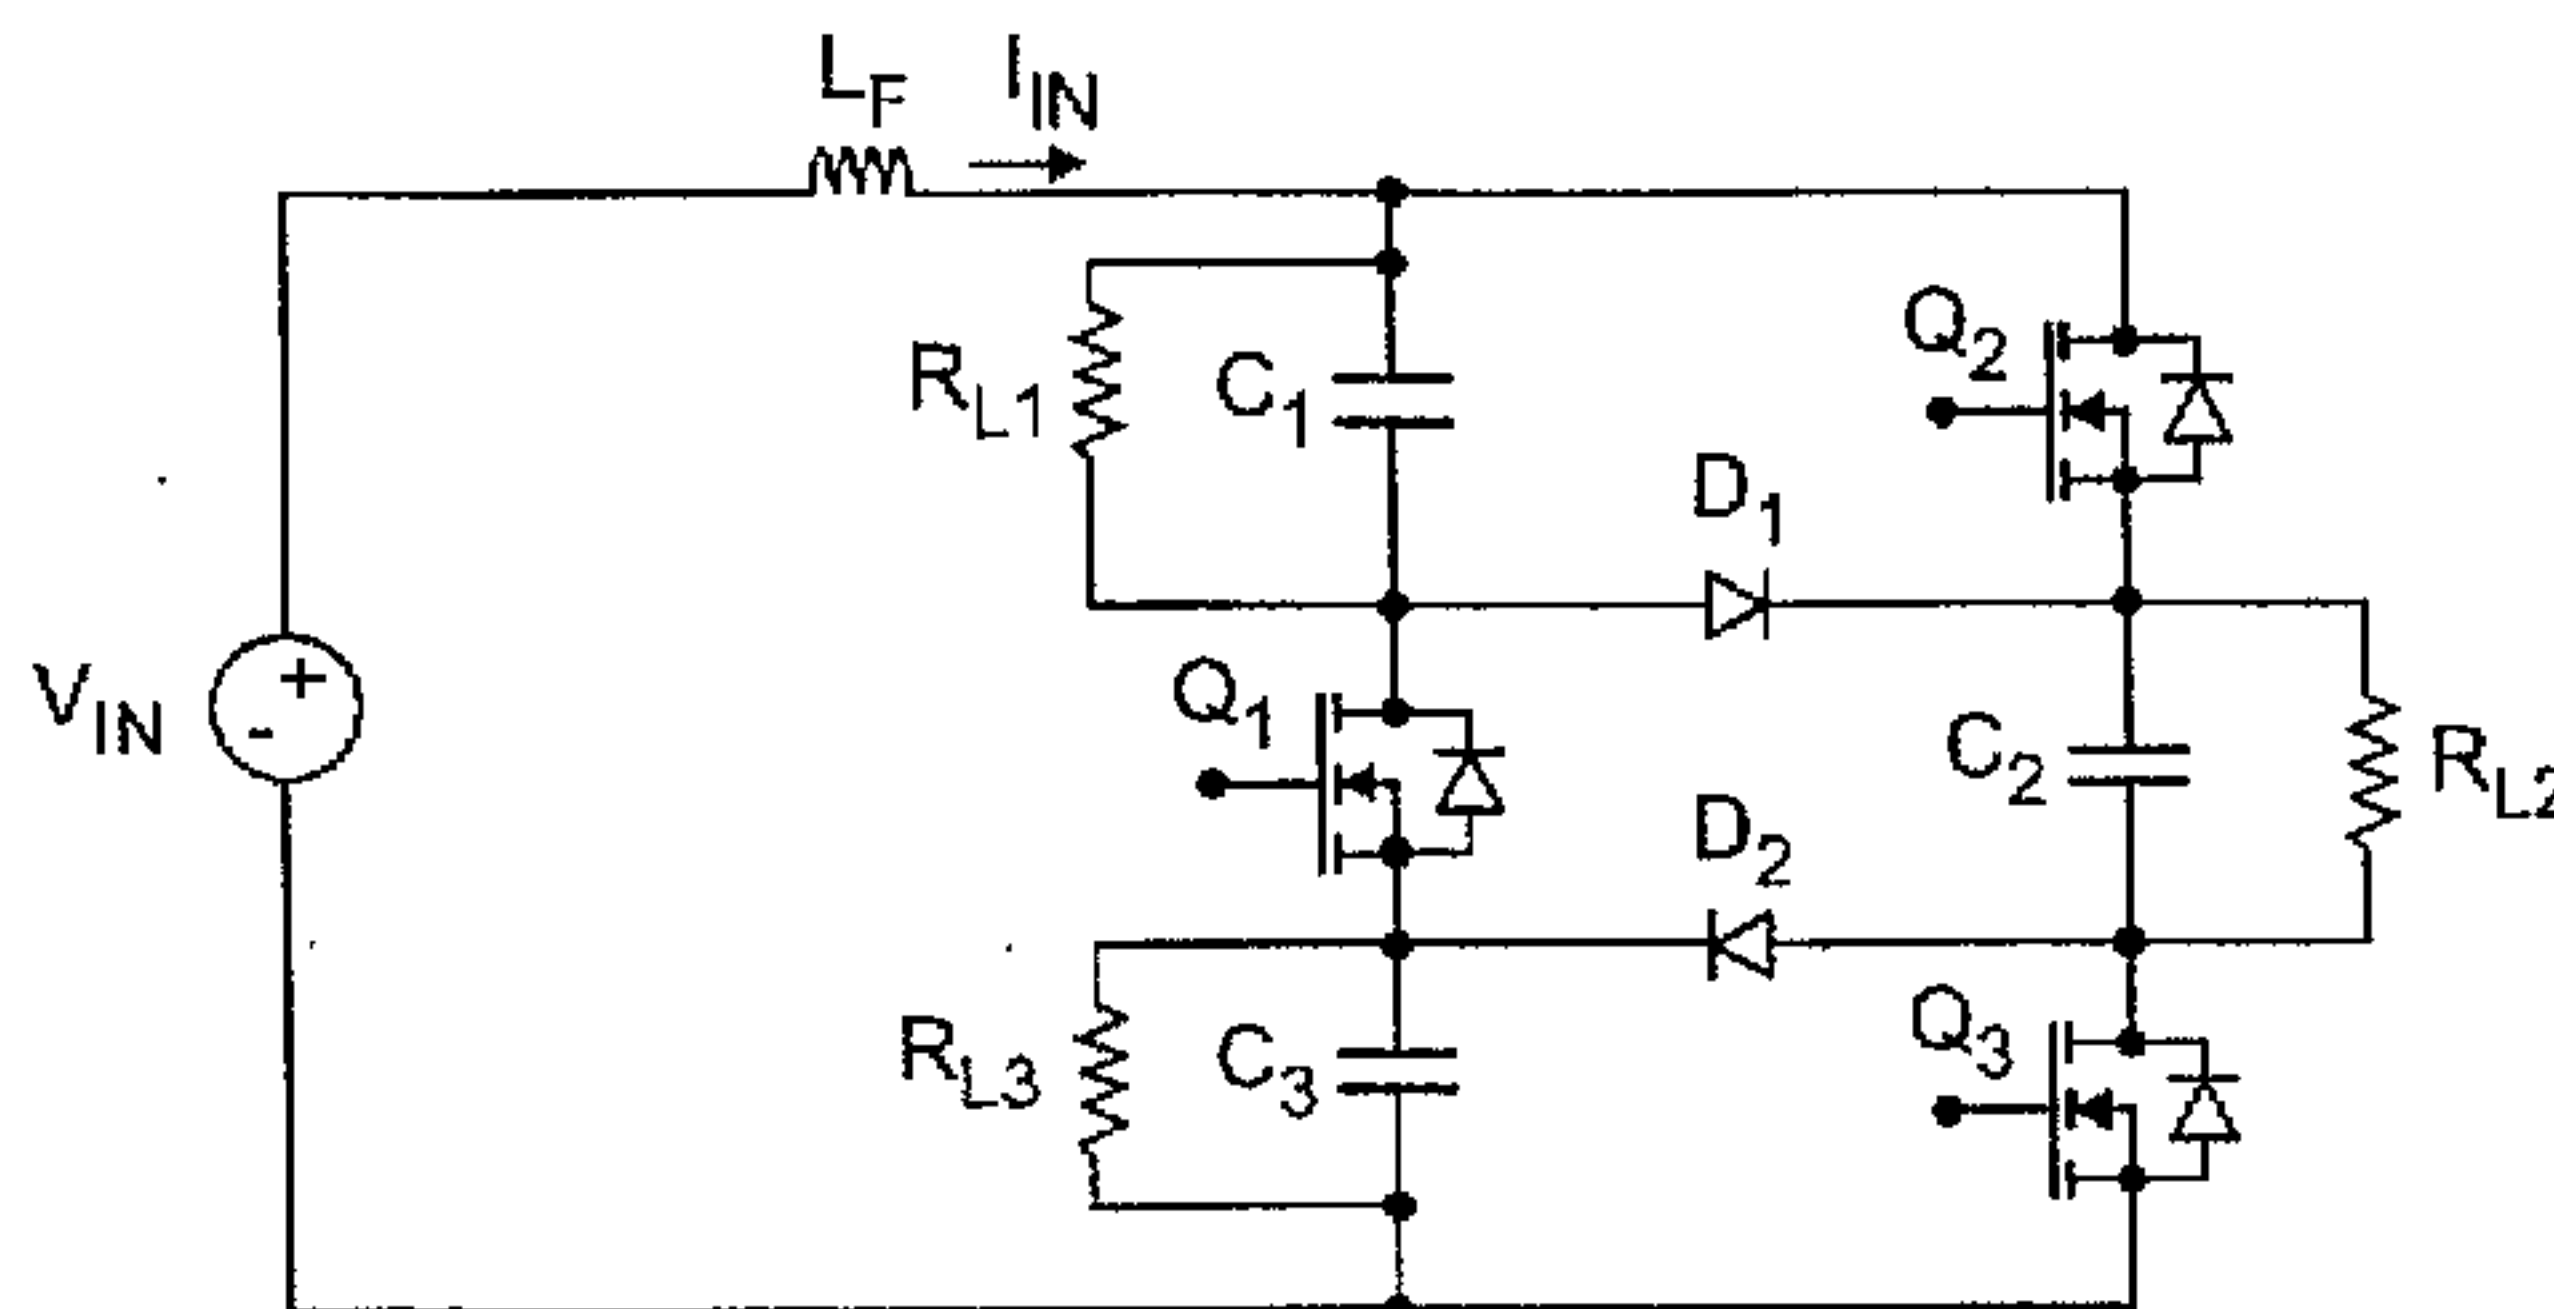 L_F I_IN
R_L1 C_1 Q_2
D_1
V_IN + - Q_1 C_2 R_L2
D_2
R_L3 C_3 Q_3